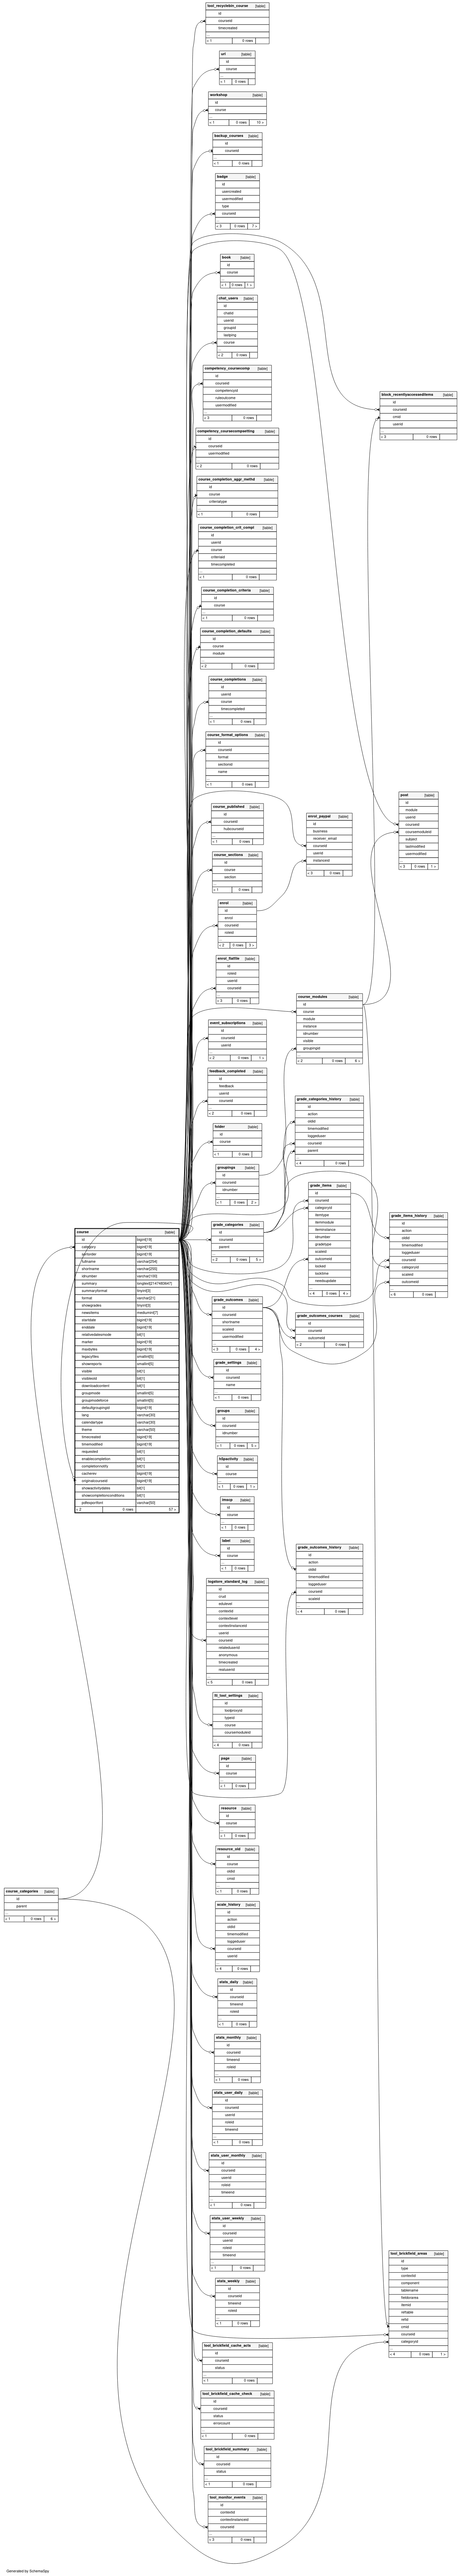 tool_recyclebin_course [table]
id
courseid
timecreated
...
< 1 0 rows
url [table]
id
course
...
< 1 0 rows
workshop [table]
id
course
...
< 1 0 rows 10 >
backup_courses [table]
id
courseid
...
< 1 0 rows
badge [table]
id
usercreated
usermodified
type
courseid
...
< 3 0 rows 7 >
book [table]
id
course
...
< 1 0 rows 1 >
chat_users [table]
id
chatid
userid
groupid
lastping
course
...
< 2 0 rows
competency_coursecomp [table]
id
courseid
competencyid
ruleoutcome
usermodified
...
< 3 0 rows
block_recentlyaccesseditems [table]
id
courseid
cmid
userid
...
< 3 0 rows
competency_coursecompsetting [table]
id
courseid
usermodified
...
< 2 0 rows
course_completion_aggr_methd [table]
id
course
criteriatype
...
< 1 0 rows
course_completion_crit_compl [table]
id
userid
course
criteriaid
timecompleted
...
< 1 0 rows
course_completion_criteria [table]
id
course
...
< 1 0 rows
course_completion_defaults [table]
id
course
module
...
< 2 0 rows
course_completions [table]
id
userid
course
timecompleted
...
< 1 0 rows
course_format_options [table]
id
courseid
format
sectionid
name
...
< 1 0 rows
course_published [table]
id
courseid
hubcourseid
...
< 1 0 rows
enrol_paypal [table]
id
business
receiver_email
courseid
userid
instanceid
...
< 3 0 rows
post [table]
id
module
userid
courseid
coursemoduleid
subject
lastmodified
usermodified
...
< 3 0 rows 1 >
course_sections [table]
id
course
section
...
< 1 0 rows
enrol [table]
id
enrol
courseid
roleid
...
< 2 0 rows 3 >
enrol_flatfile [table]
id
roleid
userid
courseid
...
< 3 0 rows
course_modules [table]
id
course
module
instance
idnumber
visible
groupingid
...
< 2 0 rows 6 >
event_subscriptions [table]
id
courseid
userid
...
< 2 0 rows 1 >
feedback_completed [table]
id
feedback
userid
courseid
...
< 2 0 rows
grade_categories_history [table]
id
action
oldid
timemodified
loggeduser
courseid
parent
...
< 4 0 rows
folder [table]
id
course
...
< 1 0 rows
groupings [table]
id
courseid
idnumber
...
< 1 0 rows 2 >
grade_items [table]
id
courseid
categoryid
itemtype
itemmodule
iteminstance
idnumber
gradetype
scaleid
outcomeid
locked
locktime
needsupdate
...
< 4 0 rows 4 >
grade_items_history [table]
id
action
oldid
timemodified
loggeduser
courseid
categoryid
scaleid
outcomeid
...
< 6 0 rows
grade_categories [table]
id
courseid
parent
...
< 2 0 rows 5 >
course [table]
id bigint[19]
category bigint[19]
sortorder bigint[19]
fullname varchar[254]
shortname varchar[255]
idnumber varchar[100]
summary longtext[2147483647]
summaryformat tinyint[3]
format varchar[21]
showgrades tinyint[3]
newsitems mediumint[7]
startdate bigint[19]
enddate bigint[19]
relativedatesmode bit[1]
marker bigint[19]
maxbytes bigint[19]
legacyfiles smallint[5]
showreports smallint[5]
visible bit[1]
visibleold bit[1]
downloadcontent bit[1]
groupmode smallint[5]
groupmodeforce smallint[5]
defaultgroupingid bigint[19]
lang varchar[30]
calendartype varchar[30]
theme varchar[50]
timecreated bigint[19]
timemodified bigint[19]
requested bit[1]
enablecompletion bit[1]
completionnotify bit[1]
cacherev bigint[19]
originalcourseid bigint[19]
showactivitydates bit[1]
showcompletionconditions bit[1]
pdfexportfont varchar[50]
< 2 0 rows 57 >
grade_outcomes [table]
id
courseid
shortname
scaleid
usermodified
...
< 3 0 rows 4 >
grade_outcomes_courses [table]
id
courseid
outcomeid
< 2 0 rows
grade_settings [table]
id
courseid
name
...
< 1 0 rows
groups [table]
id
courseid
idnumber
...
< 1 0 rows 5 >
h5pactivity [table]
id
course
...
< 1 0 rows 1 >
imscp [table]
id
course
...
< 1 0 rows
label [table]
id
course
...
< 1 0 rows
grade_outcomes_history [table]
id
action
oldid
timemodified
loggeduser
courseid
scaleid
...
< 4 0 rows
logstore_standard_log [table]
id
crud
edulevel
contextid
contextlevel
contextinstanceid
userid
courseid
relateduserid
anonymous
timecreated
realuserid
...
< 5 0 rows
lti_tool_settings [table]
id
toolproxyid
typeid
course
coursemoduleid
...
< 4 0 rows
page [table]
id
course
...
< 1 0 rows
resource [table]
id
course
...
< 1 0 rows
resource_old [table]
id
course
oldid
cmid
...
< 1 0 rows
course_categories [table]
id
parent
...
< 1 0 rows 6 >
scale_history [table]
id
action
oldid
timemodified
loggeduser
courseid
userid
...
< 4 0 rows
stats_daily [table]
id
courseid
timeend
roleid
...
< 1 0 rows
stats_monthly [table]
id
courseid
timeend
roleid
...
< 1 0 rows
stats_user_daily [table]
id
courseid
userid
roleid
timeend
...
< 1 0 rows
stats_user_monthly [table]
id
courseid
userid
roleid
timeend
...
< 1 0 rows
stats_user_weekly [table]
id
courseid
userid
roleid
timeend
...
< 1 0 rows
stats_weekly [table]
id
courseid
timeend
roleid
...
< 1 0 rows
tool_brickfield_areas [table]
id
type
contextid
component
tablename
fieldorarea
itemid
reftable
refid
cmid
courseid
categoryid
...
< 4 0 rows 1 >
tool_brickfield_cache_acts [table]
id
courseid
status
...
< 1 0 rows
tool_brickfield_cache_check [table]
id
courseid
status
errorcount
...
< 1 0 rows
tool_brickfield_summary [table]
id
courseid
status
...
< 1 0 rows
tool_monitor_events [table]
id
contextid
contextinstanceid
courseid
...
< 3 0 rows
Generated by SchemaSpy